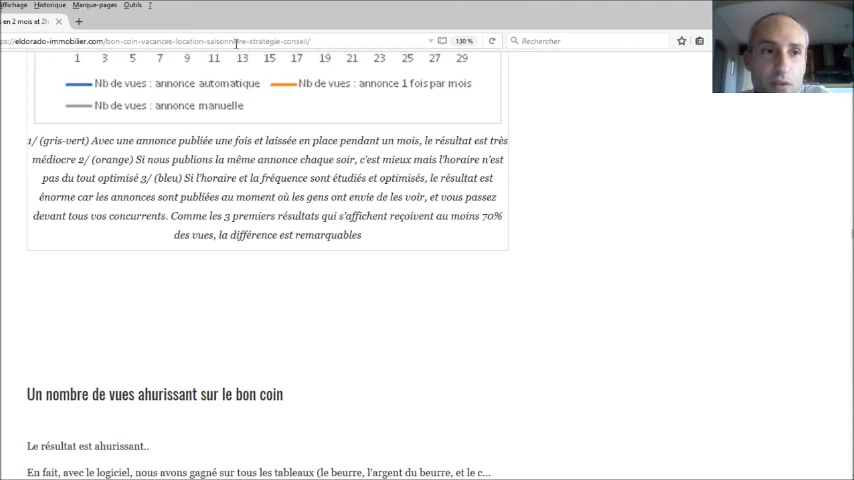 Affichage Historique Marque-pages Outils ?
s en 2 mois et 2h × +
ps://eldorado-immobilier.com/bon-coin-vacances-location-saisonniere-strategie-conseil/ 130 % Rechercher
1 3 5 7 9 11 13 15 17 19 21 23 25 27 29
Nb de vues : annonce automatique Nb de vues : annonce 1 fois par mois
Nb de vues : annonce manuelle
1/ (gris-vert) Avec une annonce publiée une fois et laissée en place pendant un mois, le résultat est très
médiocre 2/ (orange) Si nous publions la même annonce chaque soir, c'est mieux mais l'horaire n'est
pas du tout optimisé 3/ (bleu) Si l'horaire et la fréquence sont étudiés et optimisés, le résultat est
énorme car les annonces sont publiées au moment où les gens ont envie de les voir, et vous passez
devant tous vos concurrents. Comme les 3 premiers résultats qui s'affichent reçoivent au moins 70%
des vues, la différence est remarquables
Un nombre de vues ahurissant sur le bon coin
Le résultat est ahurissant..
En fait, avec le logiciel, nous avons gagné sur tous les tableaux (le beurre, l'argent du beurre, et le c...